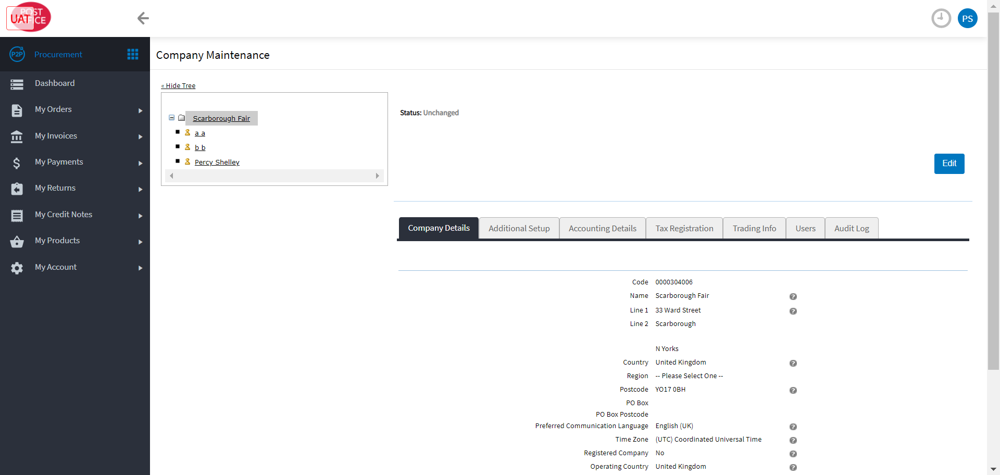 POST
OFFICE
UAT
PS
P2P
Procurement
Company Maintenance
Dashboard
My Orders
My Invoices
My Payments
My Returns
My Credit Notes
My Products
My Account
« Hide Tree
Scarborough Fair
a a
b b
Percy Shelley
Status: Unchanged
Edit
Company Details
Additional Setup
Accounting Details
Tax Registration
Trading Info
Users
Audit Log
Code 0000304006
Name Scarborough Fair
Line 1 33 Ward Street
Line 2 Scarborough
N Yorks
Country United Kingdom
Region -- Please Select One --
Postcode YO17 0BH
PO Box
PO Box Postcode
Preferred Communication Language English (UK)
Time Zone (UTC) Coordinated Universal Time
Registered Company No
Operating Country United Kingdom